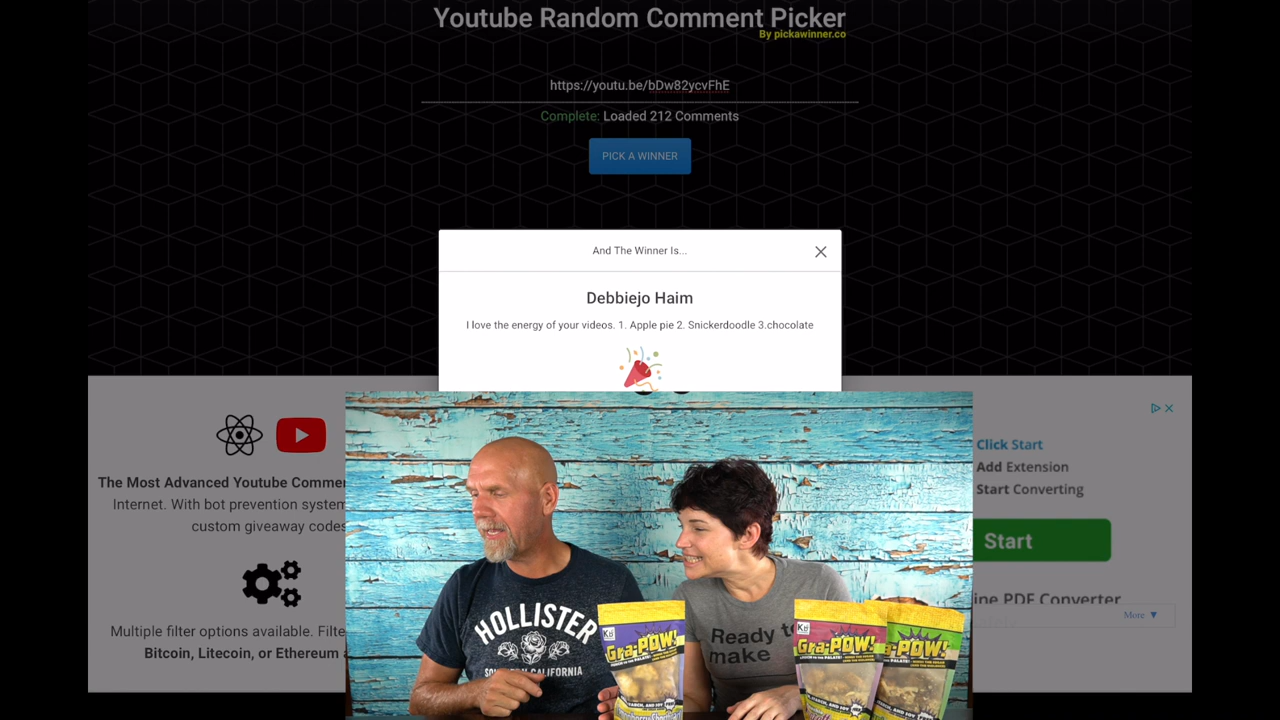 Youtube Random Comment Picker
By pickawinner.co
https://youtu.be/bDw82ycvFhE
Complete: Loaded 212 Comments
PICK A WINNER
And The Winner Is...
Debbiejo Haim
I love the energy of your videos. 1. Apple pie 2. Snickerdoodle 3.chocolate
The Most Advanced Youtube Comme
Internet. With bot prevention system
custom giveaway codes
Multiple filter options available. Filte
Bitcoin, Litecoin, or Ethereum a
Click Start
Add Extension
Start Converting
Start
ine PDF Converter
More
HOLLISTER
CALIFORNIA
Ready t
make
Gra-POW!
Gra-POW!
Gra-POW!